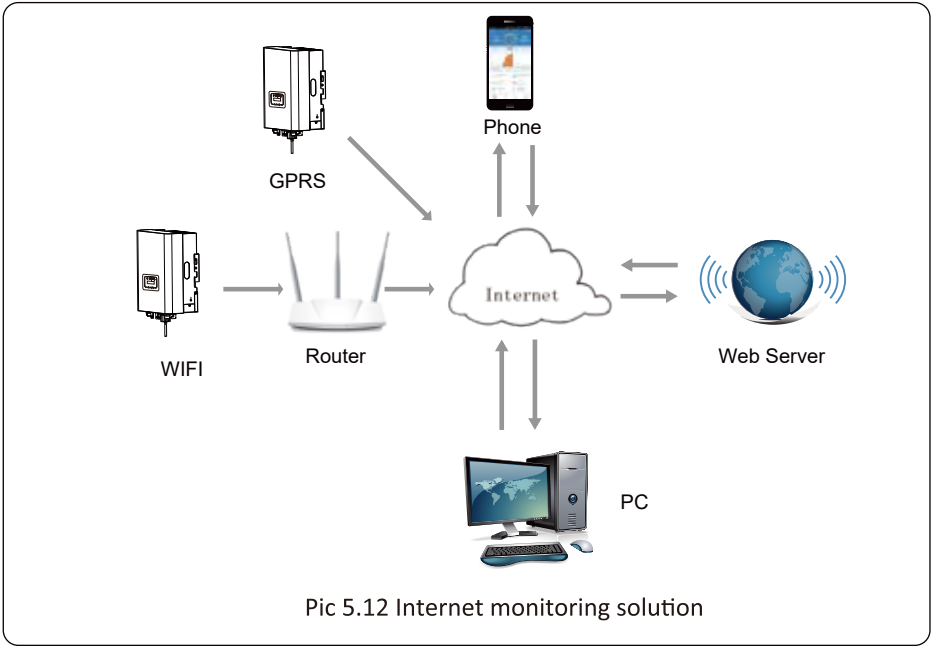 Phone
GPRS
Internet
WIFI
Router
Web Server
PC
Pic 5.12 Internet monitoring solution